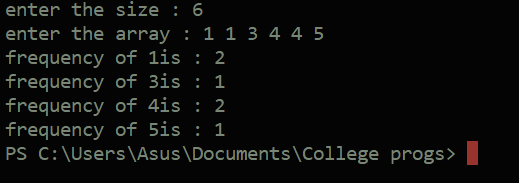 enter the size : 6
enter the array : 1 1 3 4 4 5
frequency of 1is : 2
frequency of 3is : 1
frequency of 4is : 2
frequency of 5is : 1
PS C:\Users\Asus\Documents\College progs>